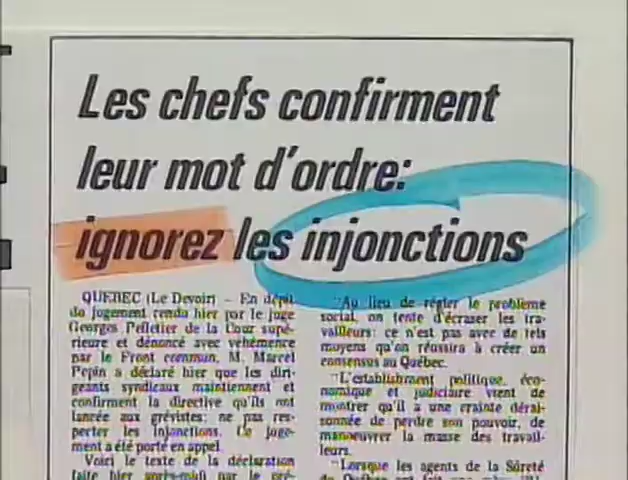 Les chefs confirment
leur mot d'ordre:
ignorez les injonctions
QUEBEC (Le Devoir) — En dépit
du jugement rendu hier par le juge
Georges Pelletier de la Cour supé-
rieure et dénoncé avec véhémence
par le Front commun, M. Marcel
Pepin a déclaré hier que les diri-
geants syndicaux maintiennent et
confirment la directive qu'ils ont
lancée aux grévistes: ne pas res-
pecter les injonctions. Ce juge-
ment a été porté en appel.
Voici le texte de la déclaration
faite hier après-midi par le pré-
"Au lieu de régler le problème
social, on tente d'écraser les tra-
vailleurs: ce n'est pas avec de tels
moyens qu'on réussira à créer un
consensus au Québec.
"L'establishment politique, éco-
nomique et judiciaire vient de
montrer qu'il a une crainte dérai-
sonnée de perdre son pouvoir, de
manoeuvrer la masse des travail-
leurs.
"Lorsque les agents de la Sûreté